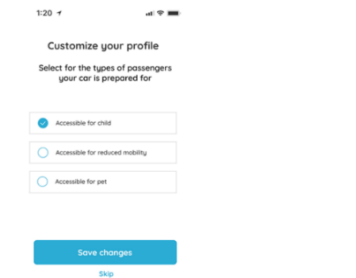 1:20
Customize your profile
Select for the types of passengers
your car is prepared for
Accessible for child
Accessible for reduced mobility
Accessible for pet
Save changes
Skip